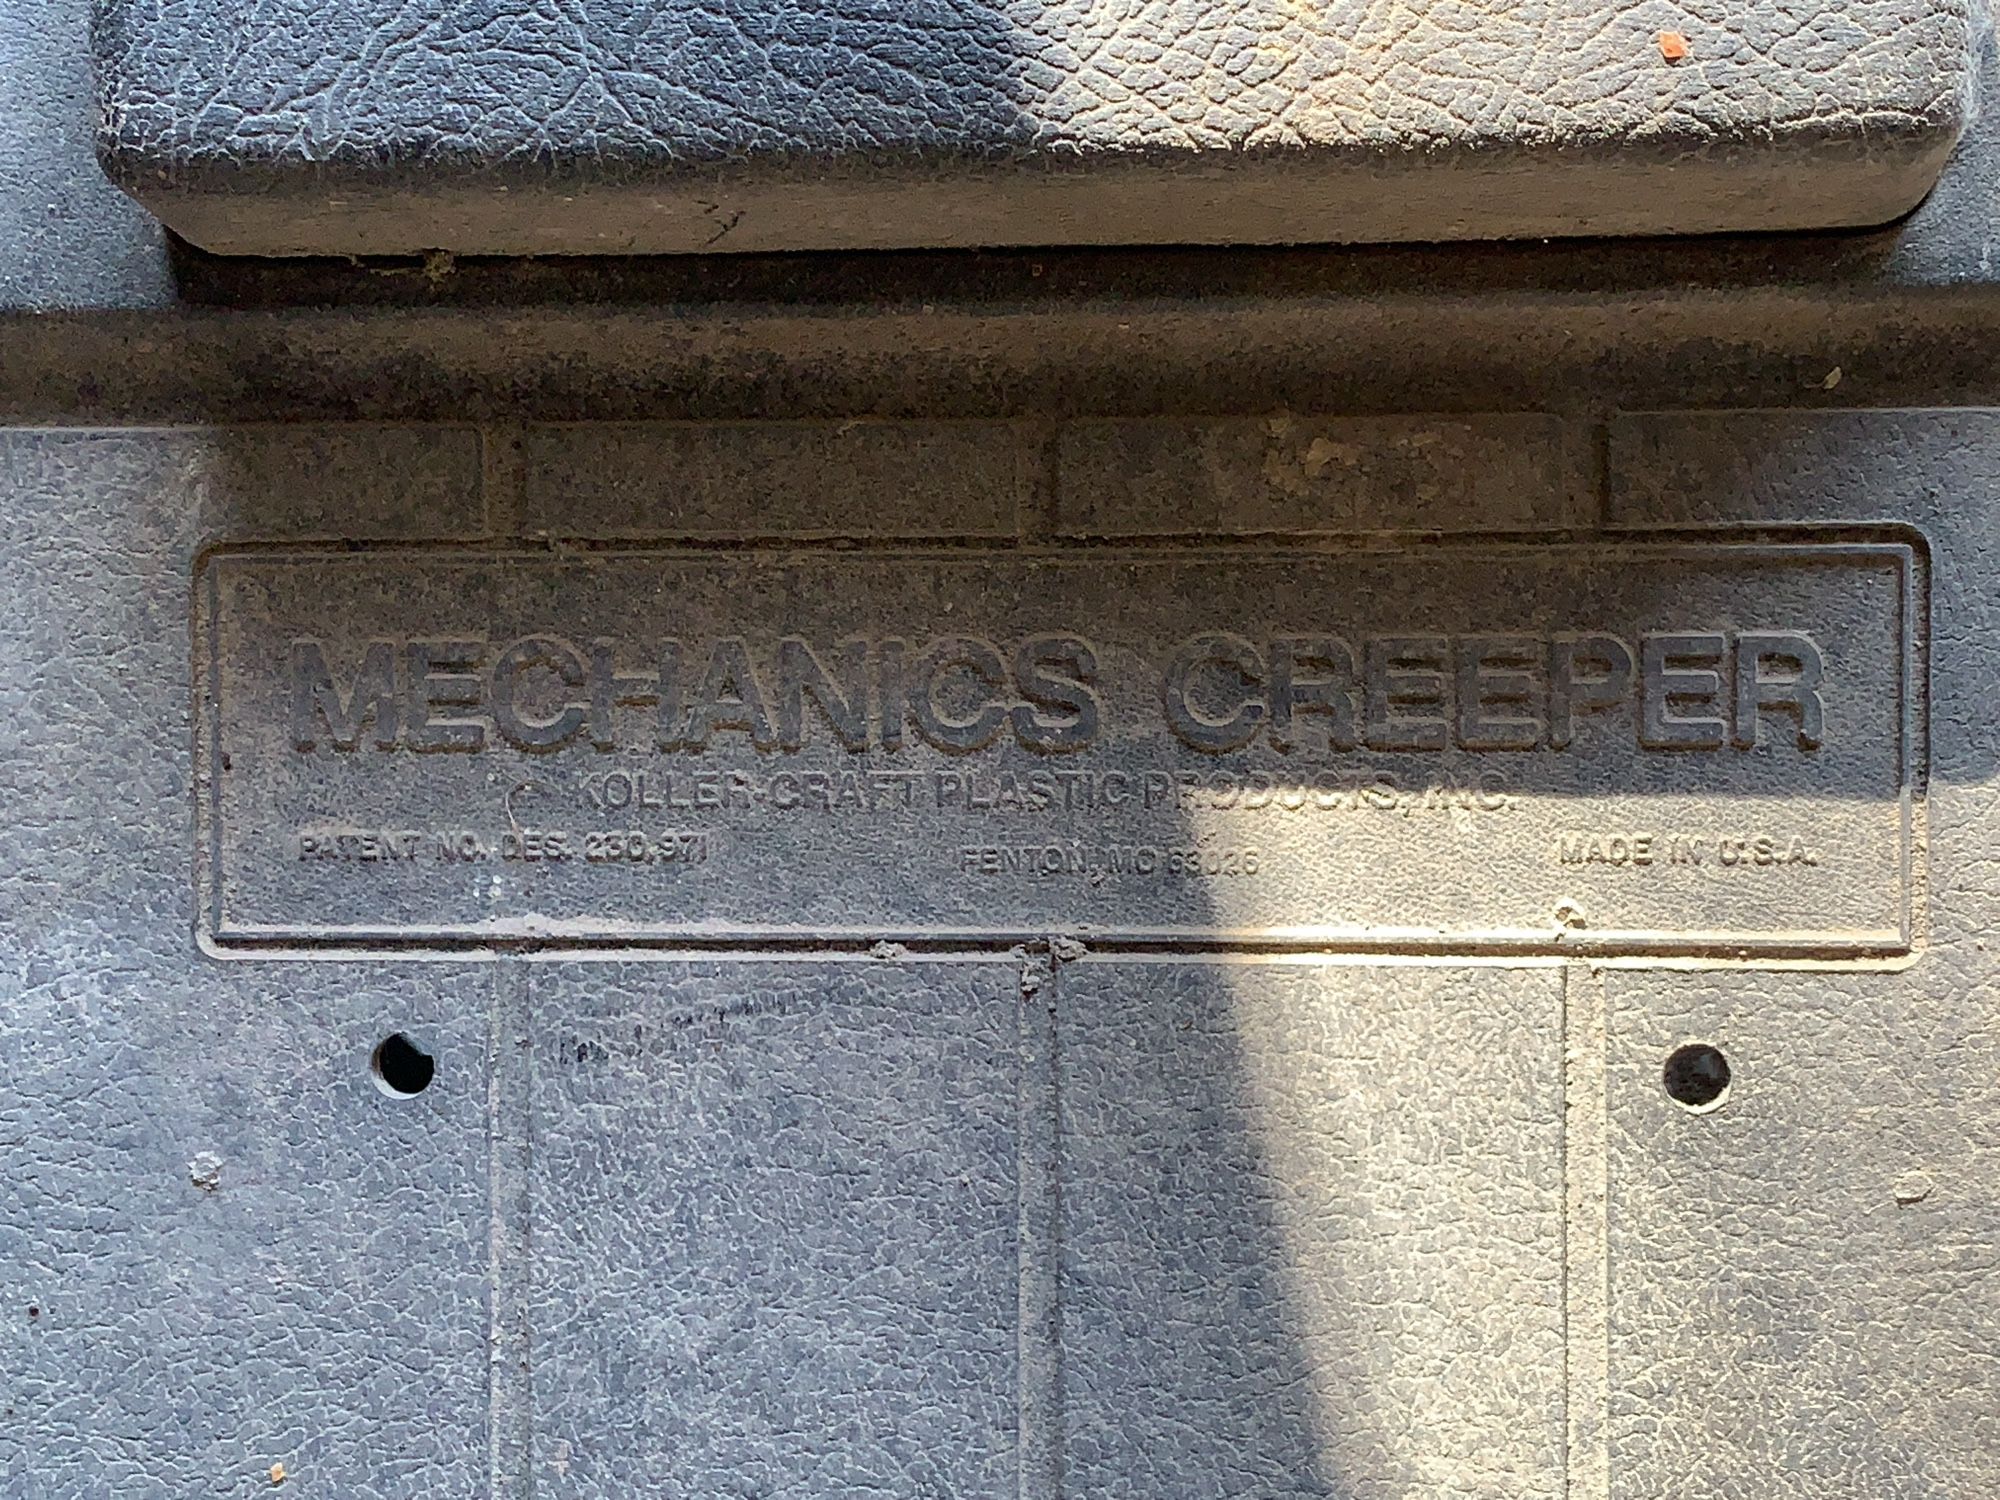 MECHANICS CREEPER
KOLLER-CRAFT PLASTIC PRODUCTS, INC.
PATENT NO. DES. 230,971 FENTON, MO 63026 MADE IN U.S.A.